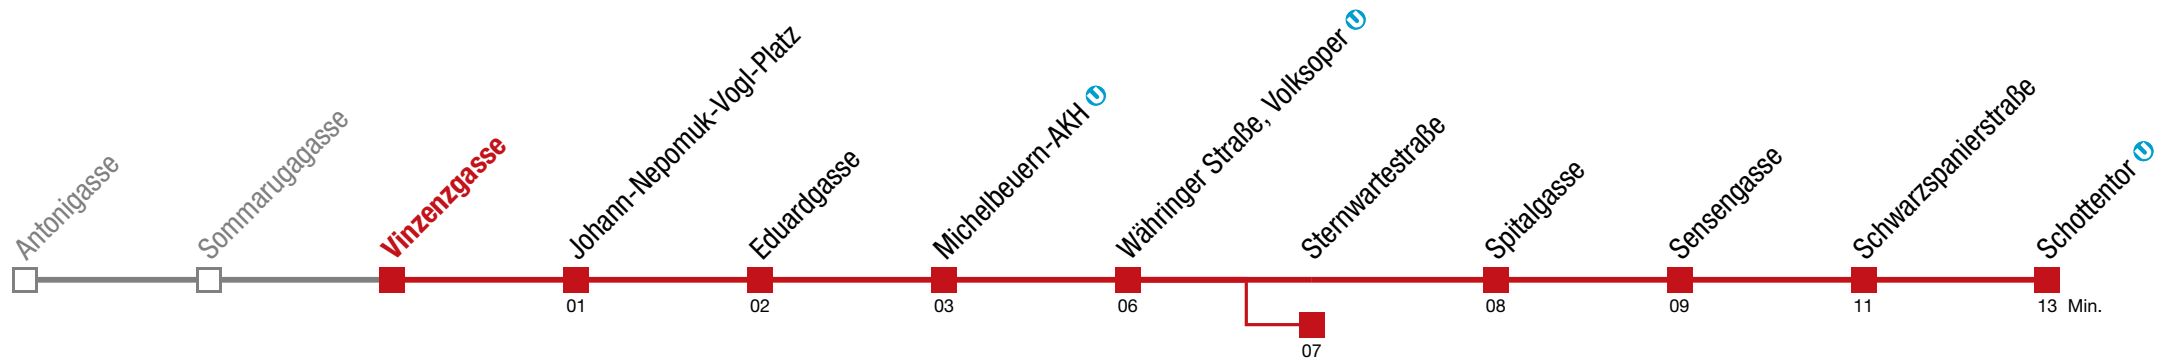 Antonigasse
Sommarugagasse
Vinzenzgasse
Johann-Nepomuk-Vogl-Platz
Eduardgasse
Michelbeuern-AKH U
Währinger Straße, Volksoper U
Sternwartestraße
Spitalgasse
Sensengasse
Schwarzspanierstraße
Schottentor U
01 02 03 06 08 09 11 13 Min.
07